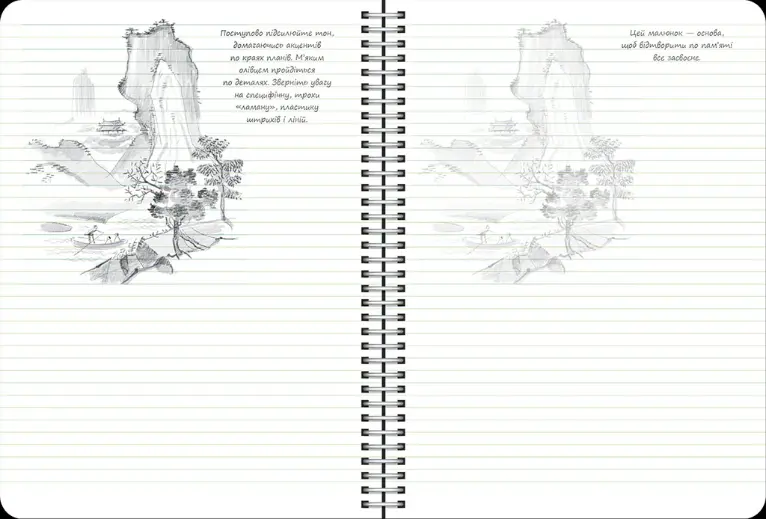 Поступово підсилюйте тон,
домагаючись акцентів
по краях планів. М'яким
олівцем пройдіться
по деталях. Зверніть увагу
на специфічну, трохи
«ламану», пластику
штрихів і ліній.
Цей малюнок — основа,
щоб відтворити по пам'яті
все засвоєне.